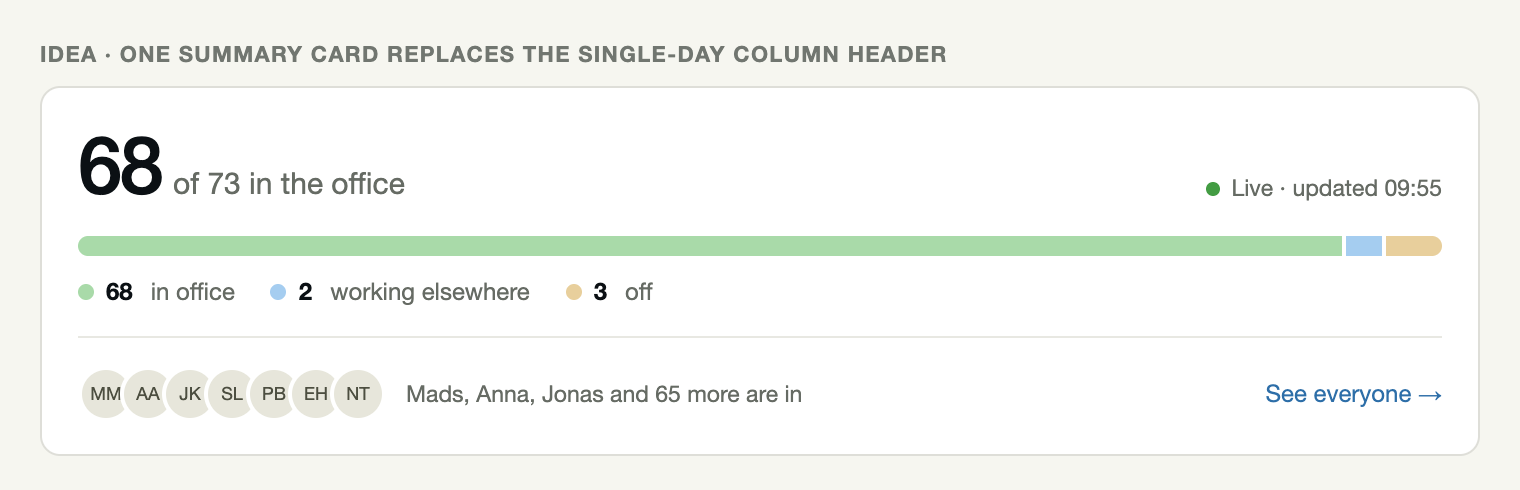 IDEA · ONE SUMMARY CARD REPLACES THE SINGLE-DAY COLUMN HEADER
68 of 73 in the office
Live · updated 09:55
68 in office 2 working elsewhere 3 off
MM AA JK SL PB EH NT Mads, Anna, Jonas and 65 more are in
See everyone →